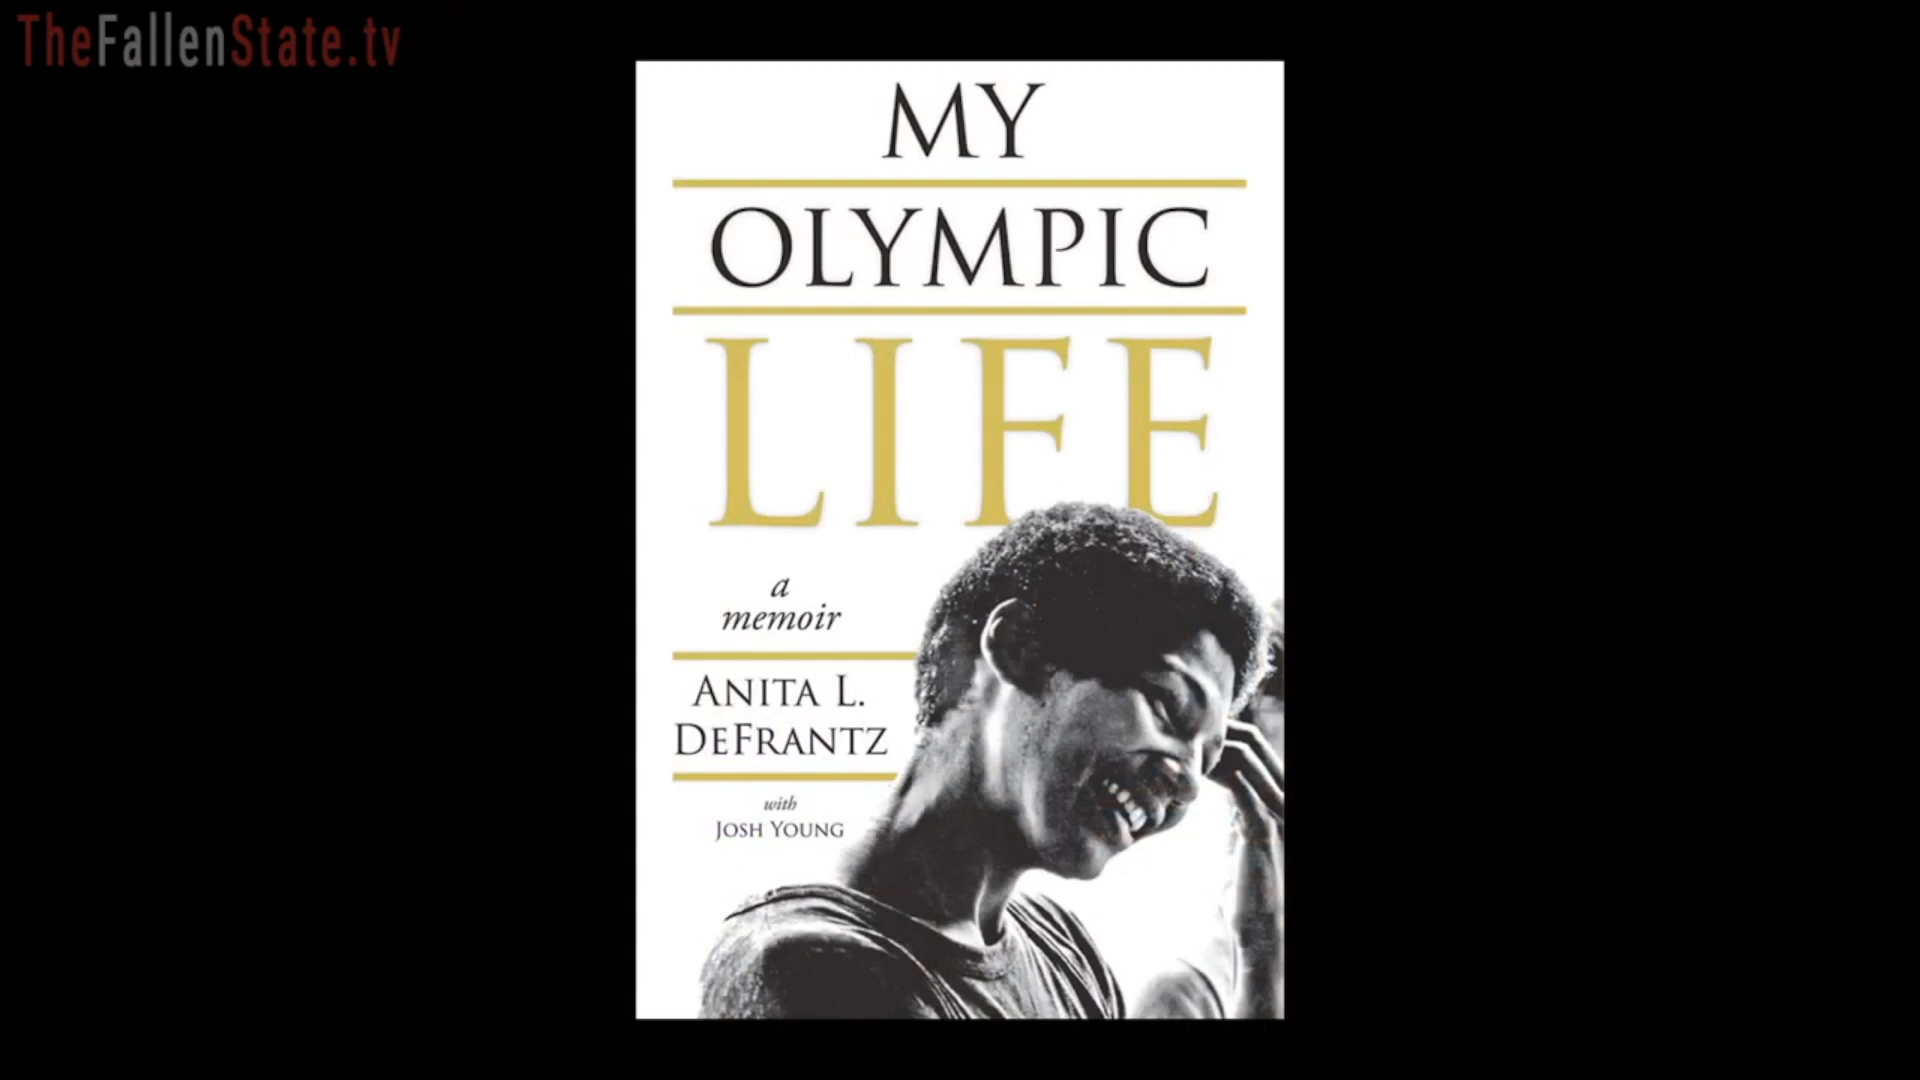 TheFallenState.tv
MY
OLYMPIC
LIFE
a
memoir
ANITA L.
DEFRANTZ
with
JOSH YOUNG